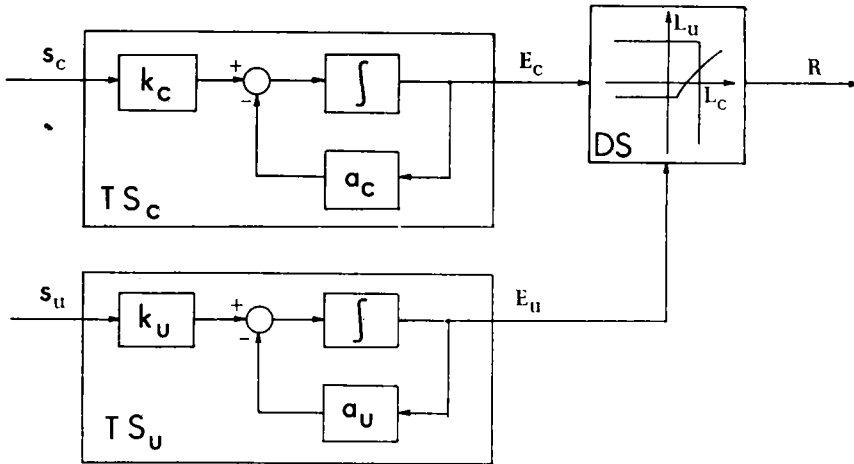 s_c
k_c
+
−
∫
a_c
TS_c
E_c
L_u
L_c
DS
R
s_u
k_u
+
−
∫
a_u
TS_u
E_u